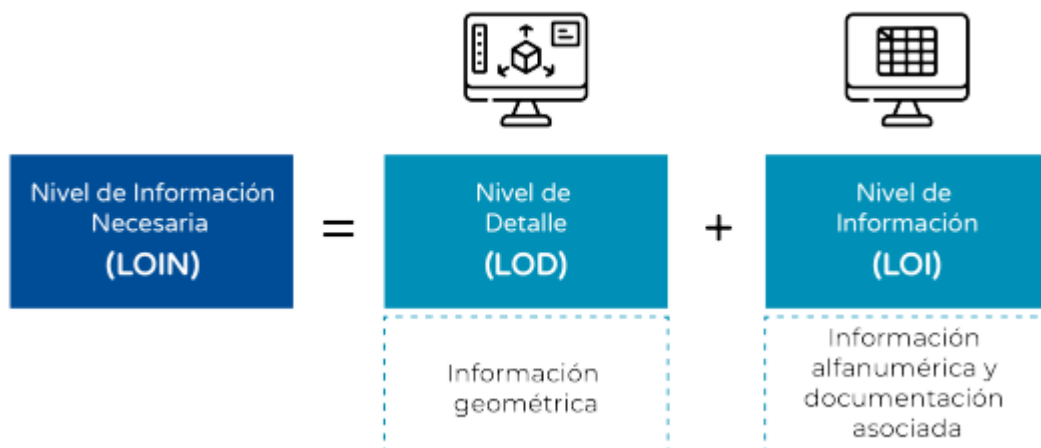 Nivel de Información
Necesaria
(LOIN)
=
Nivel de
Detalle
(LOD)
+
Nivel de
Información
(LOI)
Información
geométrica
Información
alfanumérica y
documentación
asociada